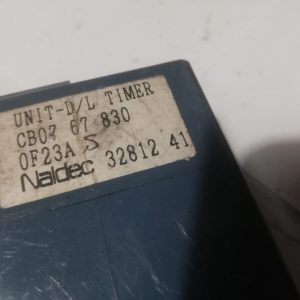 UNIT-D/L TIMER
CB07 67 830
0F23A S
Naldec 32812 41